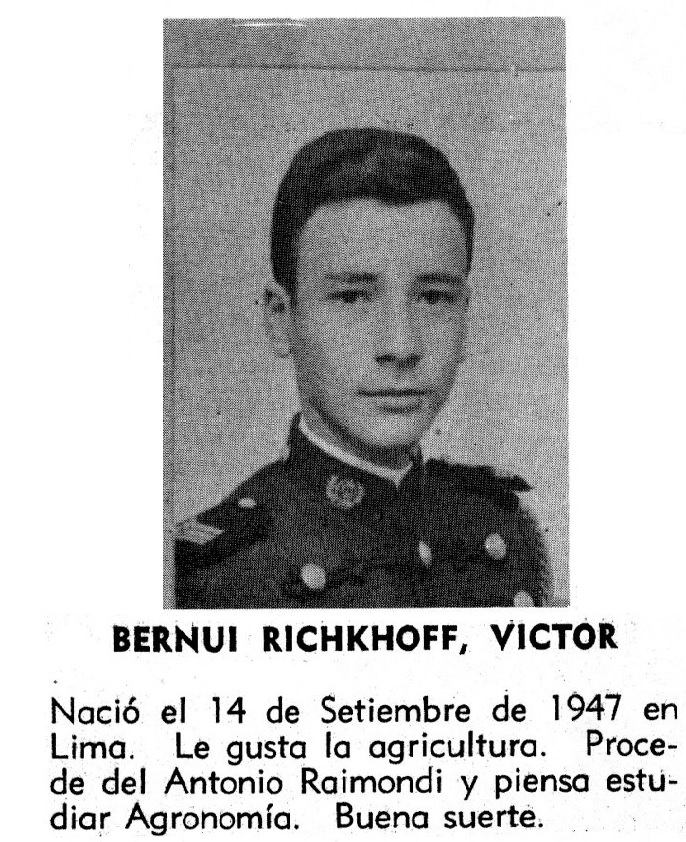 BERNUI RICHKHOFF, VICTOR
Nació el 14 de Setiembre de 1947 en
Lima. Le gusta la agricultura. Proce-
de del Antonio Raimondi y piensa estu-
diar Agronomía. Buena suerte.